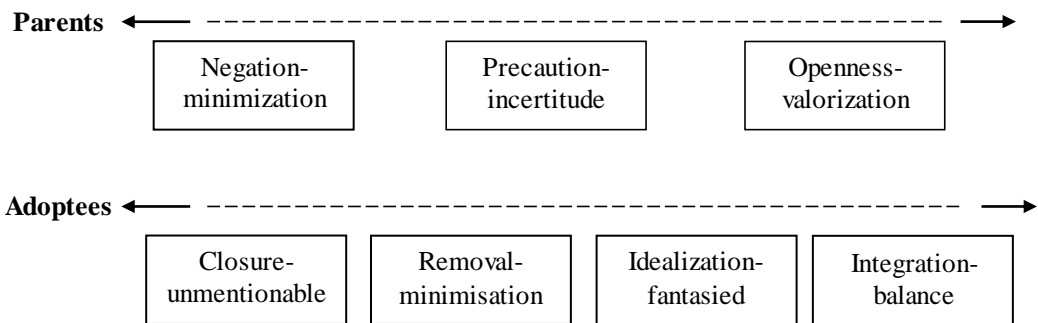 Parents
Negation-
minimization
Precaution-
incertitude
Openness-
valorization
Adoptees
Closure-
unmentionable
Removal-
minimisation
Idealization-
fantasied
Integration-
balance